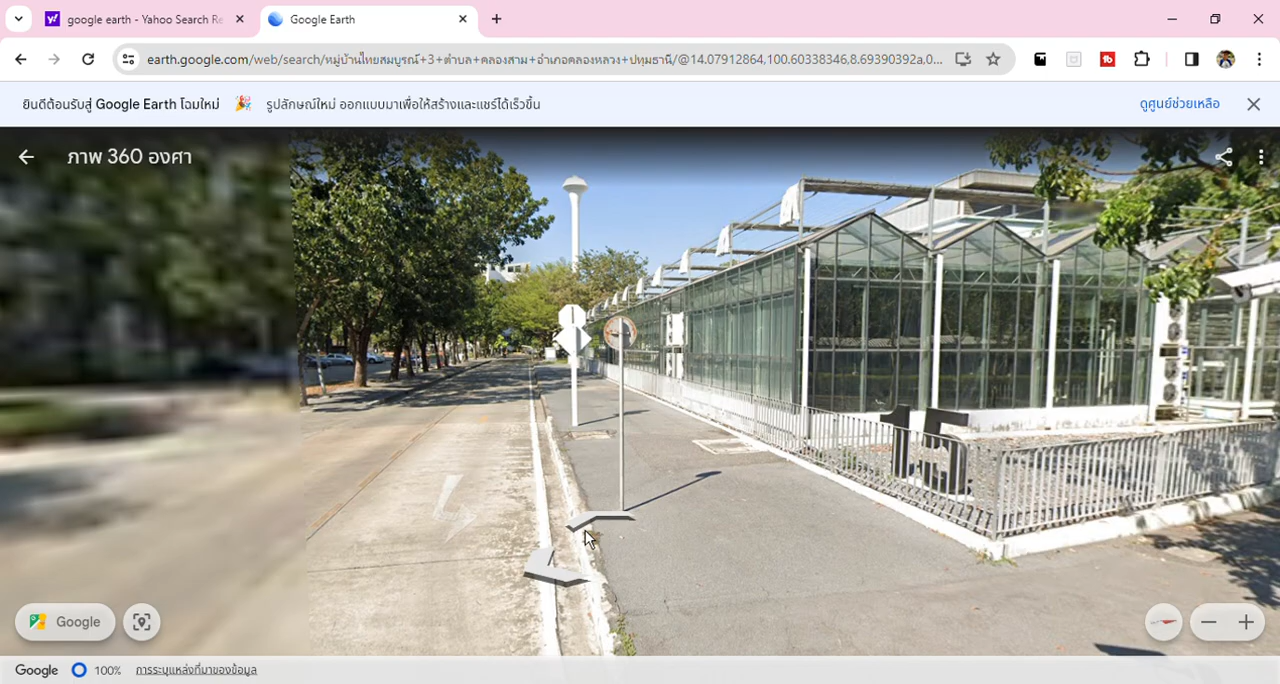 google earth - Yahoo Search Re
Google Earth
earth.google.com/web/search/หมู่บ้านไทยสมบูรณ์+3+ตำบล+คลองสาม+อำเภอคลองหลวง+ปทุมธานี/@14.07912864,100.60338346,8.69390392a,0...
ยินดีต้อนรับสู่ Google Earth โฉมใหม่ 🎉 รูปลักษณ์ใหม่ ออกแบบมาเพื่อให้สร้างและแชร์ได้เร็วขึ้น
ดูศูนย์ช่วยเหลือ
ภาพ 360 องศา
15
Google
Google 100% การระบุแหล่งที่มาของข้อมูล